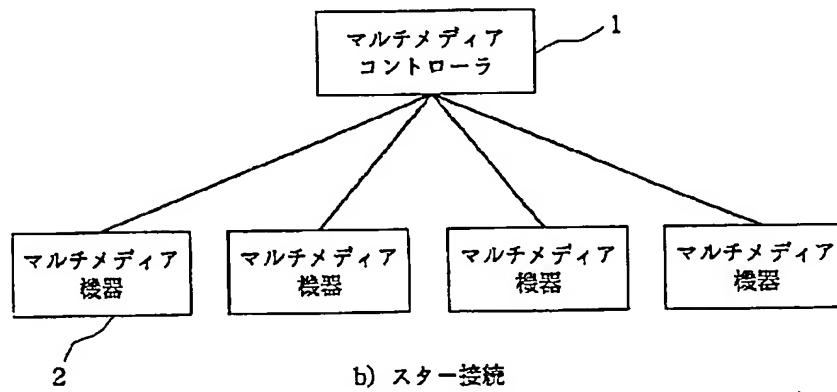 マルチメディア
コントローラ
1
マルチメディア
機器
マルチメディア
機器
マルチメディア
機器
マルチメディア
機器
2
b) スター接続